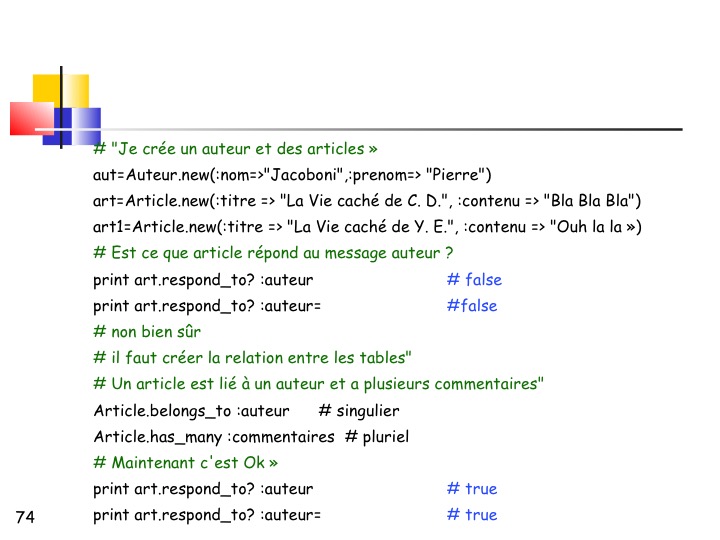 # "Je crée un auteur et des articles »
aut=Auteur.new(:nom=>"Jacoboni",:prenom=> "Pierre")
art=Article.new(:titre => "La Vie caché de C. D.", :contenu => "Bla Bla Bla")
art1=Article.new(:titre => "La Vie caché de Y. E.", :contenu => "Ouh la la »)
# Est ce que article répond au message auteur ?
print art.respond_to? :auteur # false
print art.respond_to? :auteur= #false
# non bien sûr
# il faut créer la relation entre les tables"
# Un article est lié à un auteur et a plusieurs commentaires"
Article.belongs_to :auteur # singulier
Article.has_many :commentaires # pluriel
# Maintenant c'est Ok »
print art.respond_to? :auteur # true
print art.respond_to? :auteur= # true
74